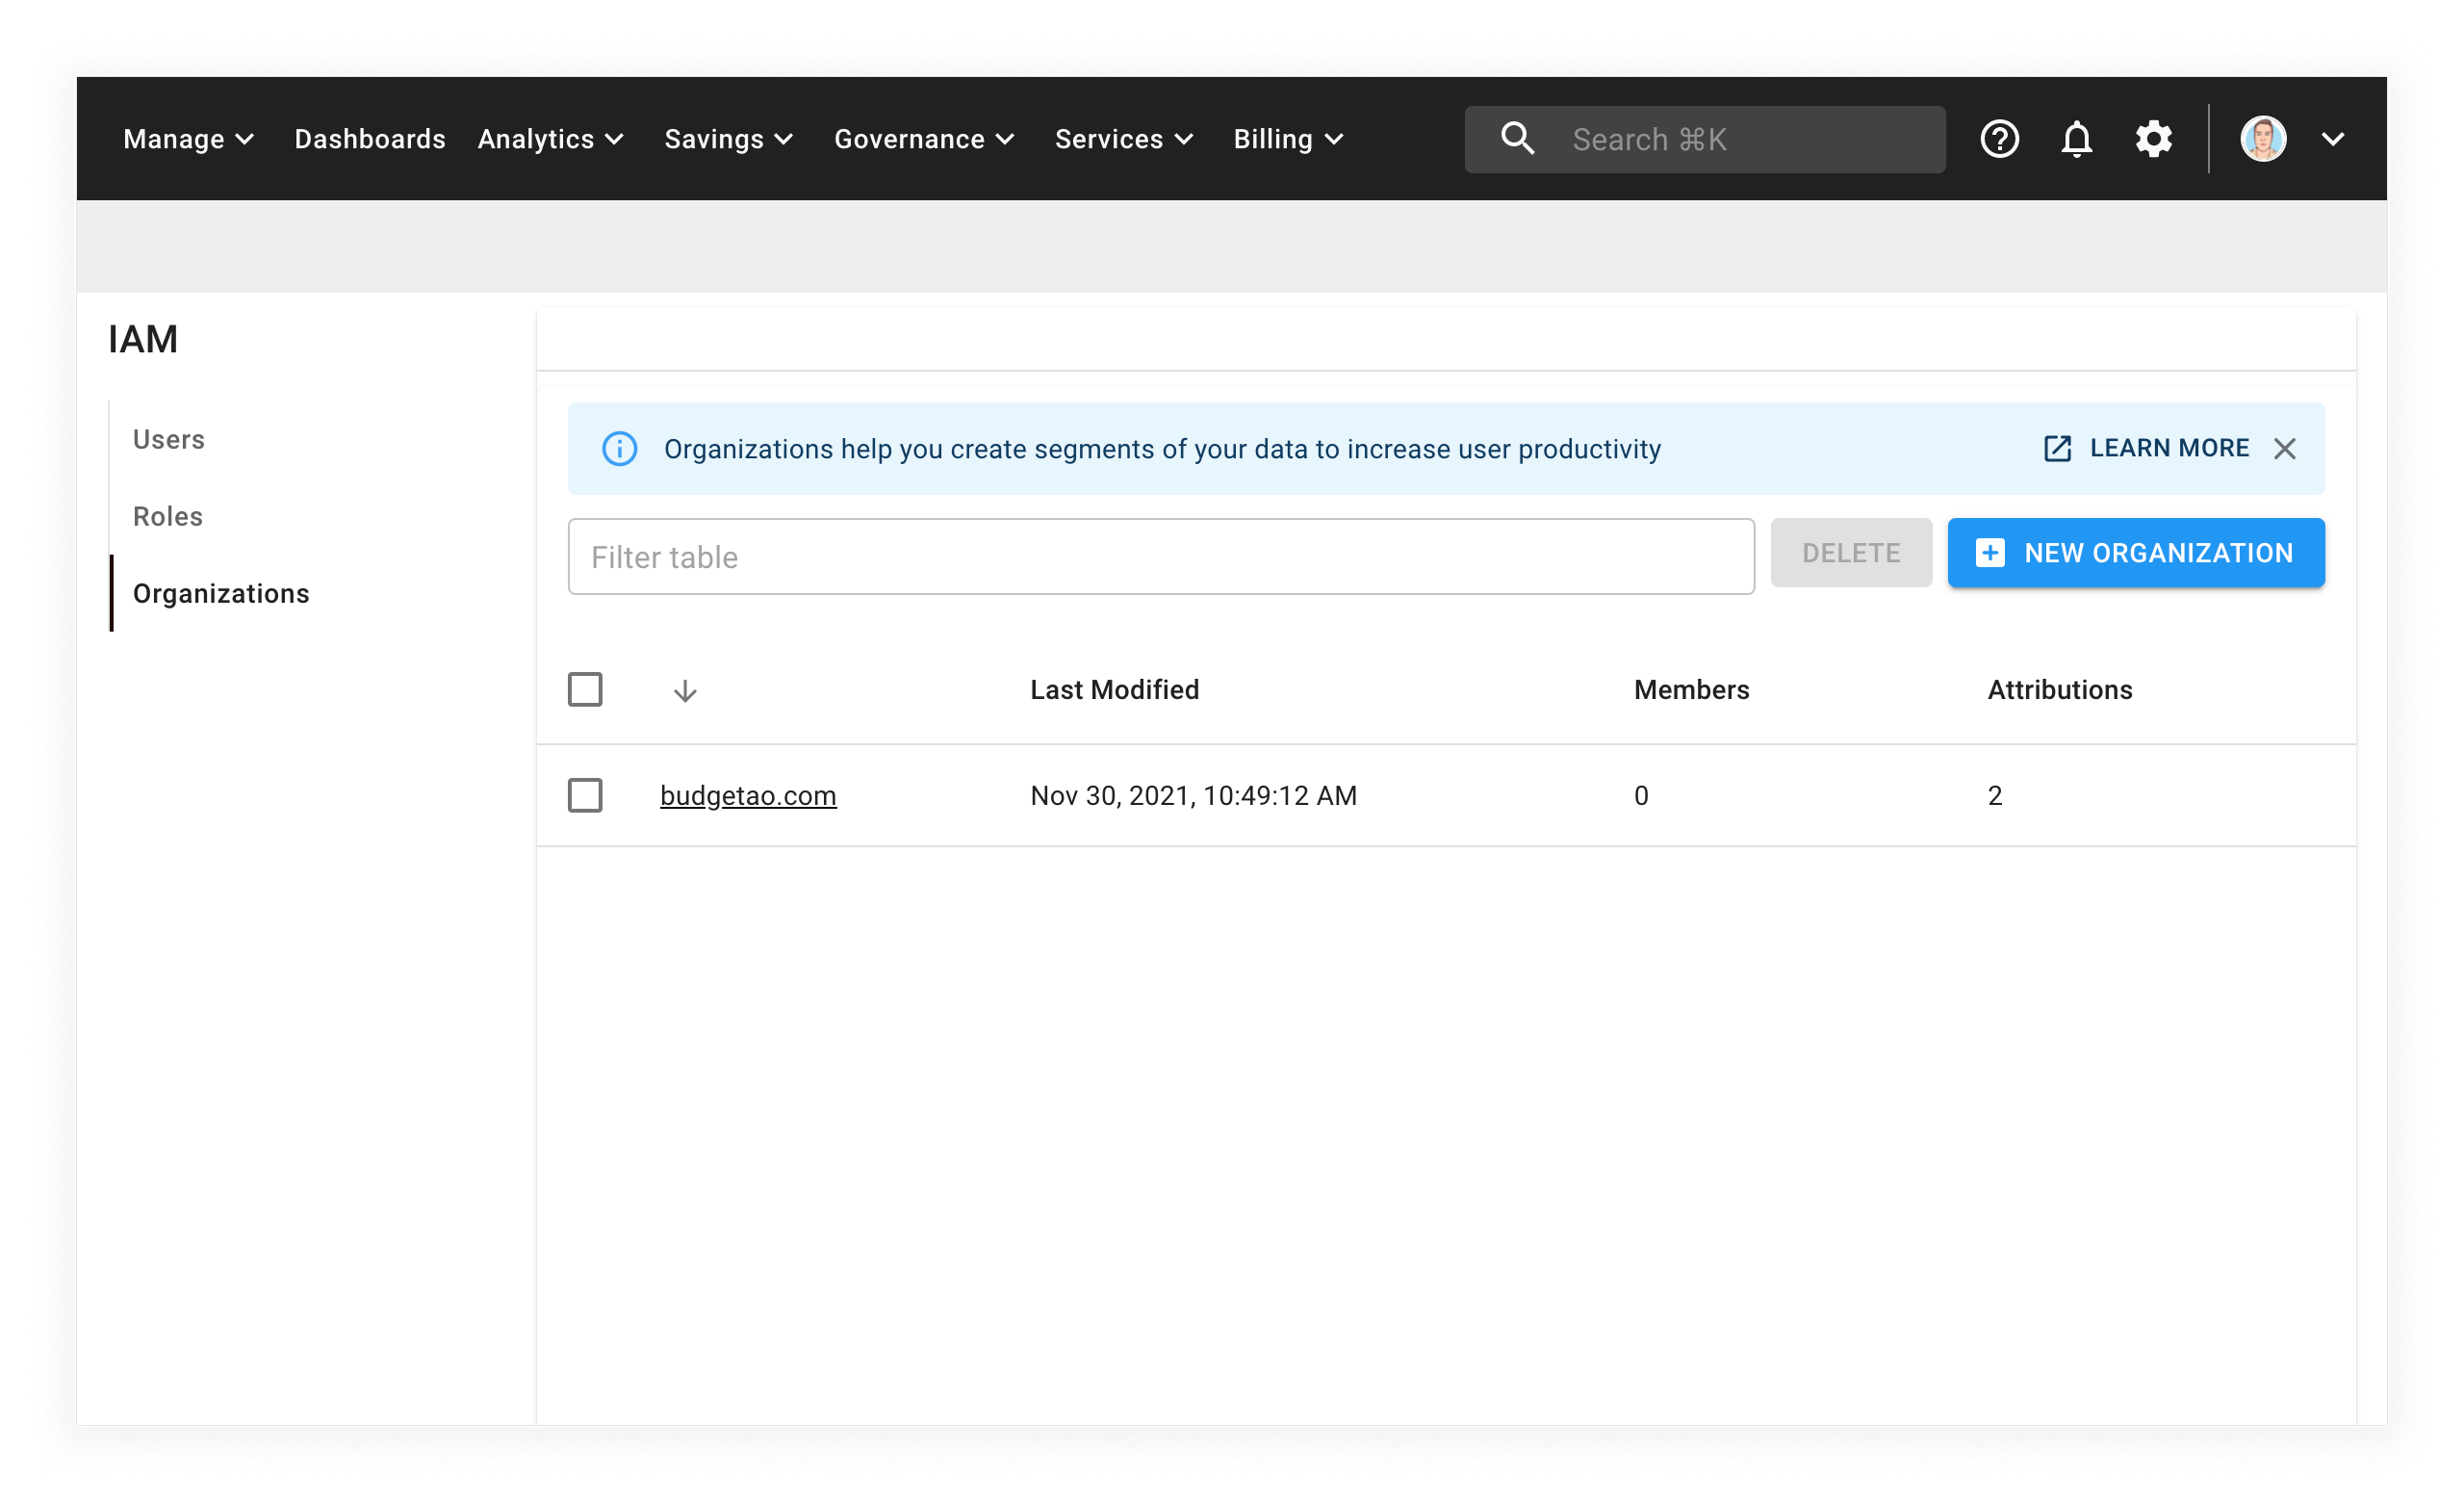 Manage Dashboards Analytics Savings Governance Services Billing Search ⌘K
IAM
Users
Roles
Organizations
Organizations help you create segments of your data to increase user productivity LEARN MORE
Filter table DELETE NEW ORGANIZATION
Last Modified Members Attributions
budgetao.com Nov 30, 2021, 10:49:12 AM 0 2